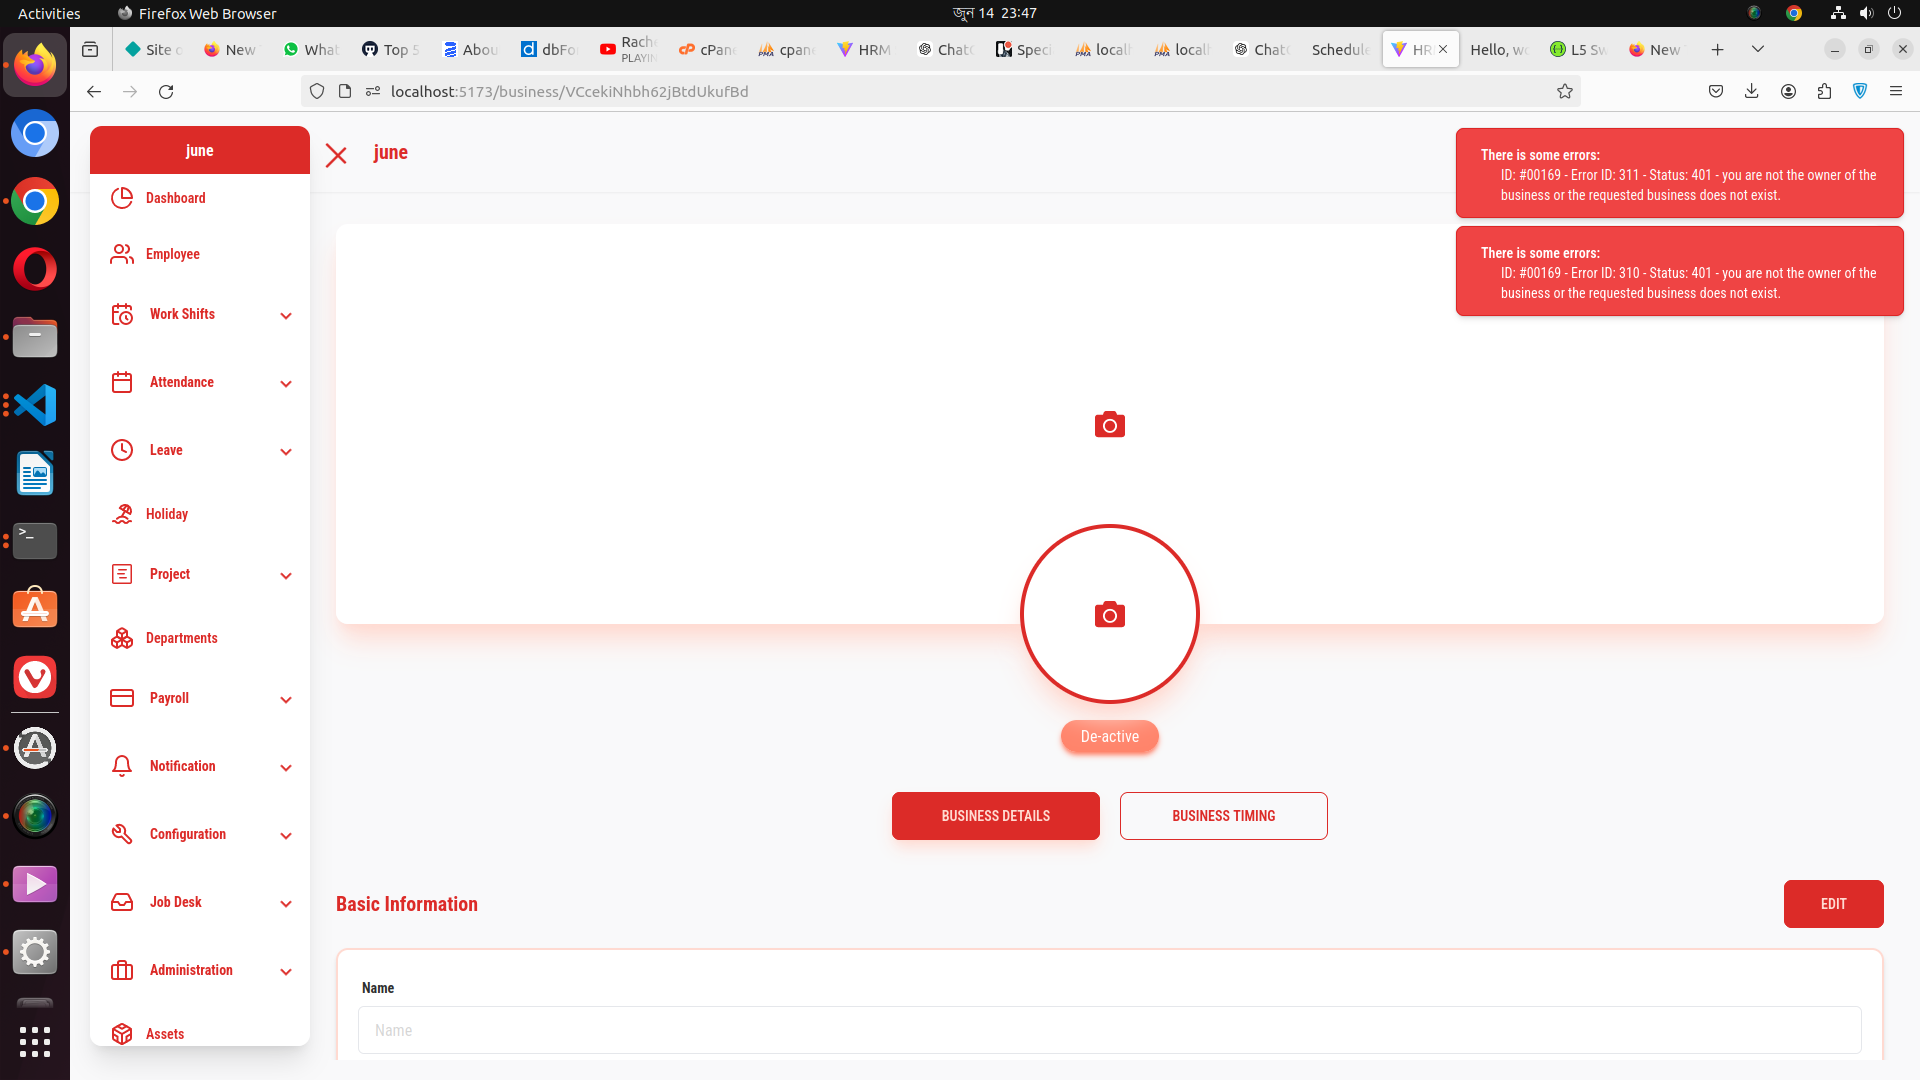 Activities
Firefox Web Browser
জুন 14 23:47
Site o
New
What
Top 5
Abou
dbFo
Rach
PLAYIN
cPan
cpan
HRM
Chat
Speci
local
local
Chat
Schedule
HR
Hello, w
L5 Sw
New
localhost:5173/business/VCcekiNhbh62jBtdUkufBd
june
Dashboard
Employee
Work Shifts
Attendance
Leave
Holiday
Project
Departments
Payroll
Notification
Configuration
Job Desk
Administration
Assets
june
There is some errors:
ID: #00169 - Error ID: 311 - Status: 401 - you are not the owner of the
business or the requested business does not exist.
There is some errors:
ID: #00169 - Error ID: 310 - Status: 401 - you are not the owner of the
business or the requested business does not exist.
De-active
BUSINESS DETAILS
BUSINESS TIMING
Basic Information
EDIT
Name
Name